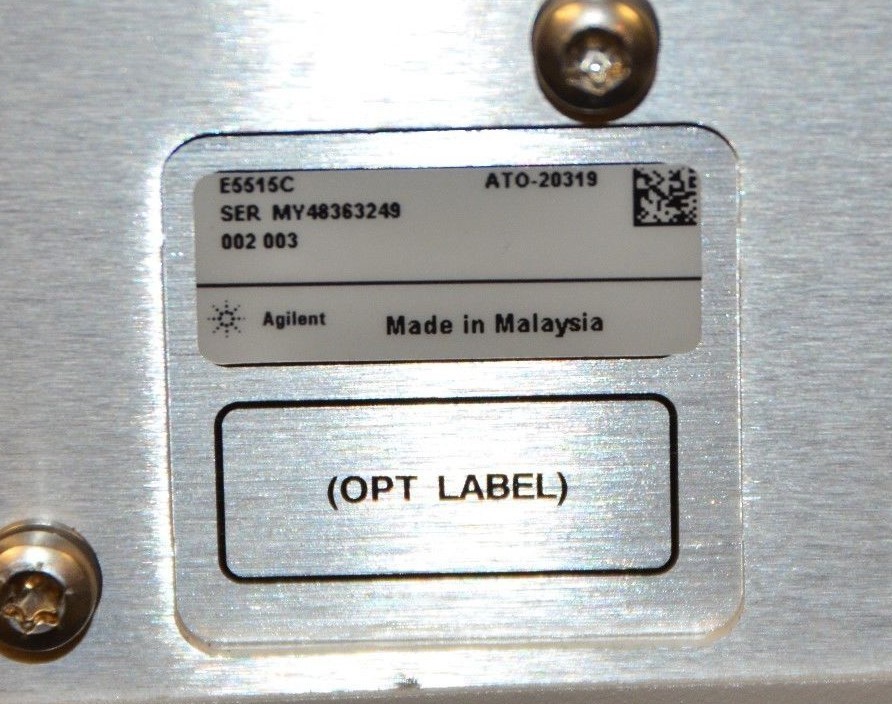 E5515C ATO-20319
SER MY48363249
002 003
Agilent Made in Malaysia
(OPT LABEL)